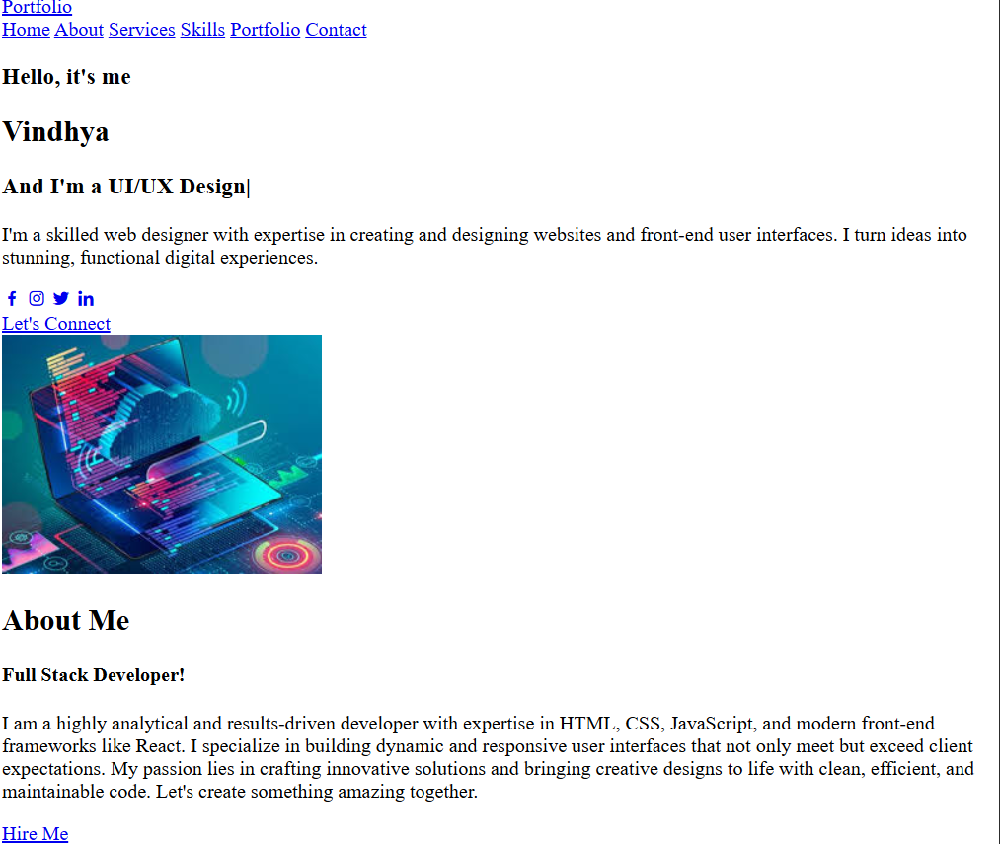 Portfolio
Home About Services Skills Portfolio Contact
Hello, it's me
Vindhya
And I'm a UI/UX Design|
I'm a skilled web designer with expertise in creating and designing websites and front-end user interfaces. I turn ideas into
stunning, functional digital experiences.
Let's Connect
About Me
Full Stack Developer!
I am a highly analytical and results-driven developer with expertise in HTML, CSS, JavaScript, and modern front-end
frameworks like React. I specialize in building dynamic and responsive user interfaces that not only meet but exceed client
expectations. My passion lies in crafting innovative solutions and bringing creative designs to life with clean, efficient, and
maintainable code. Let's create something amazing together.
Hire Me